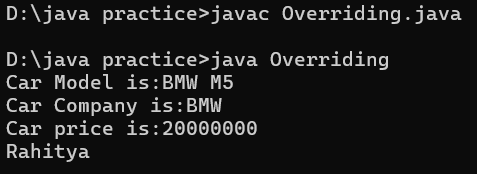 D:\java practice>javac Overriding.java
D:\java practice>java Overriding
Car Model is:BMW M5
Car Company is:BMW
Car price is:20000000
Rahitya